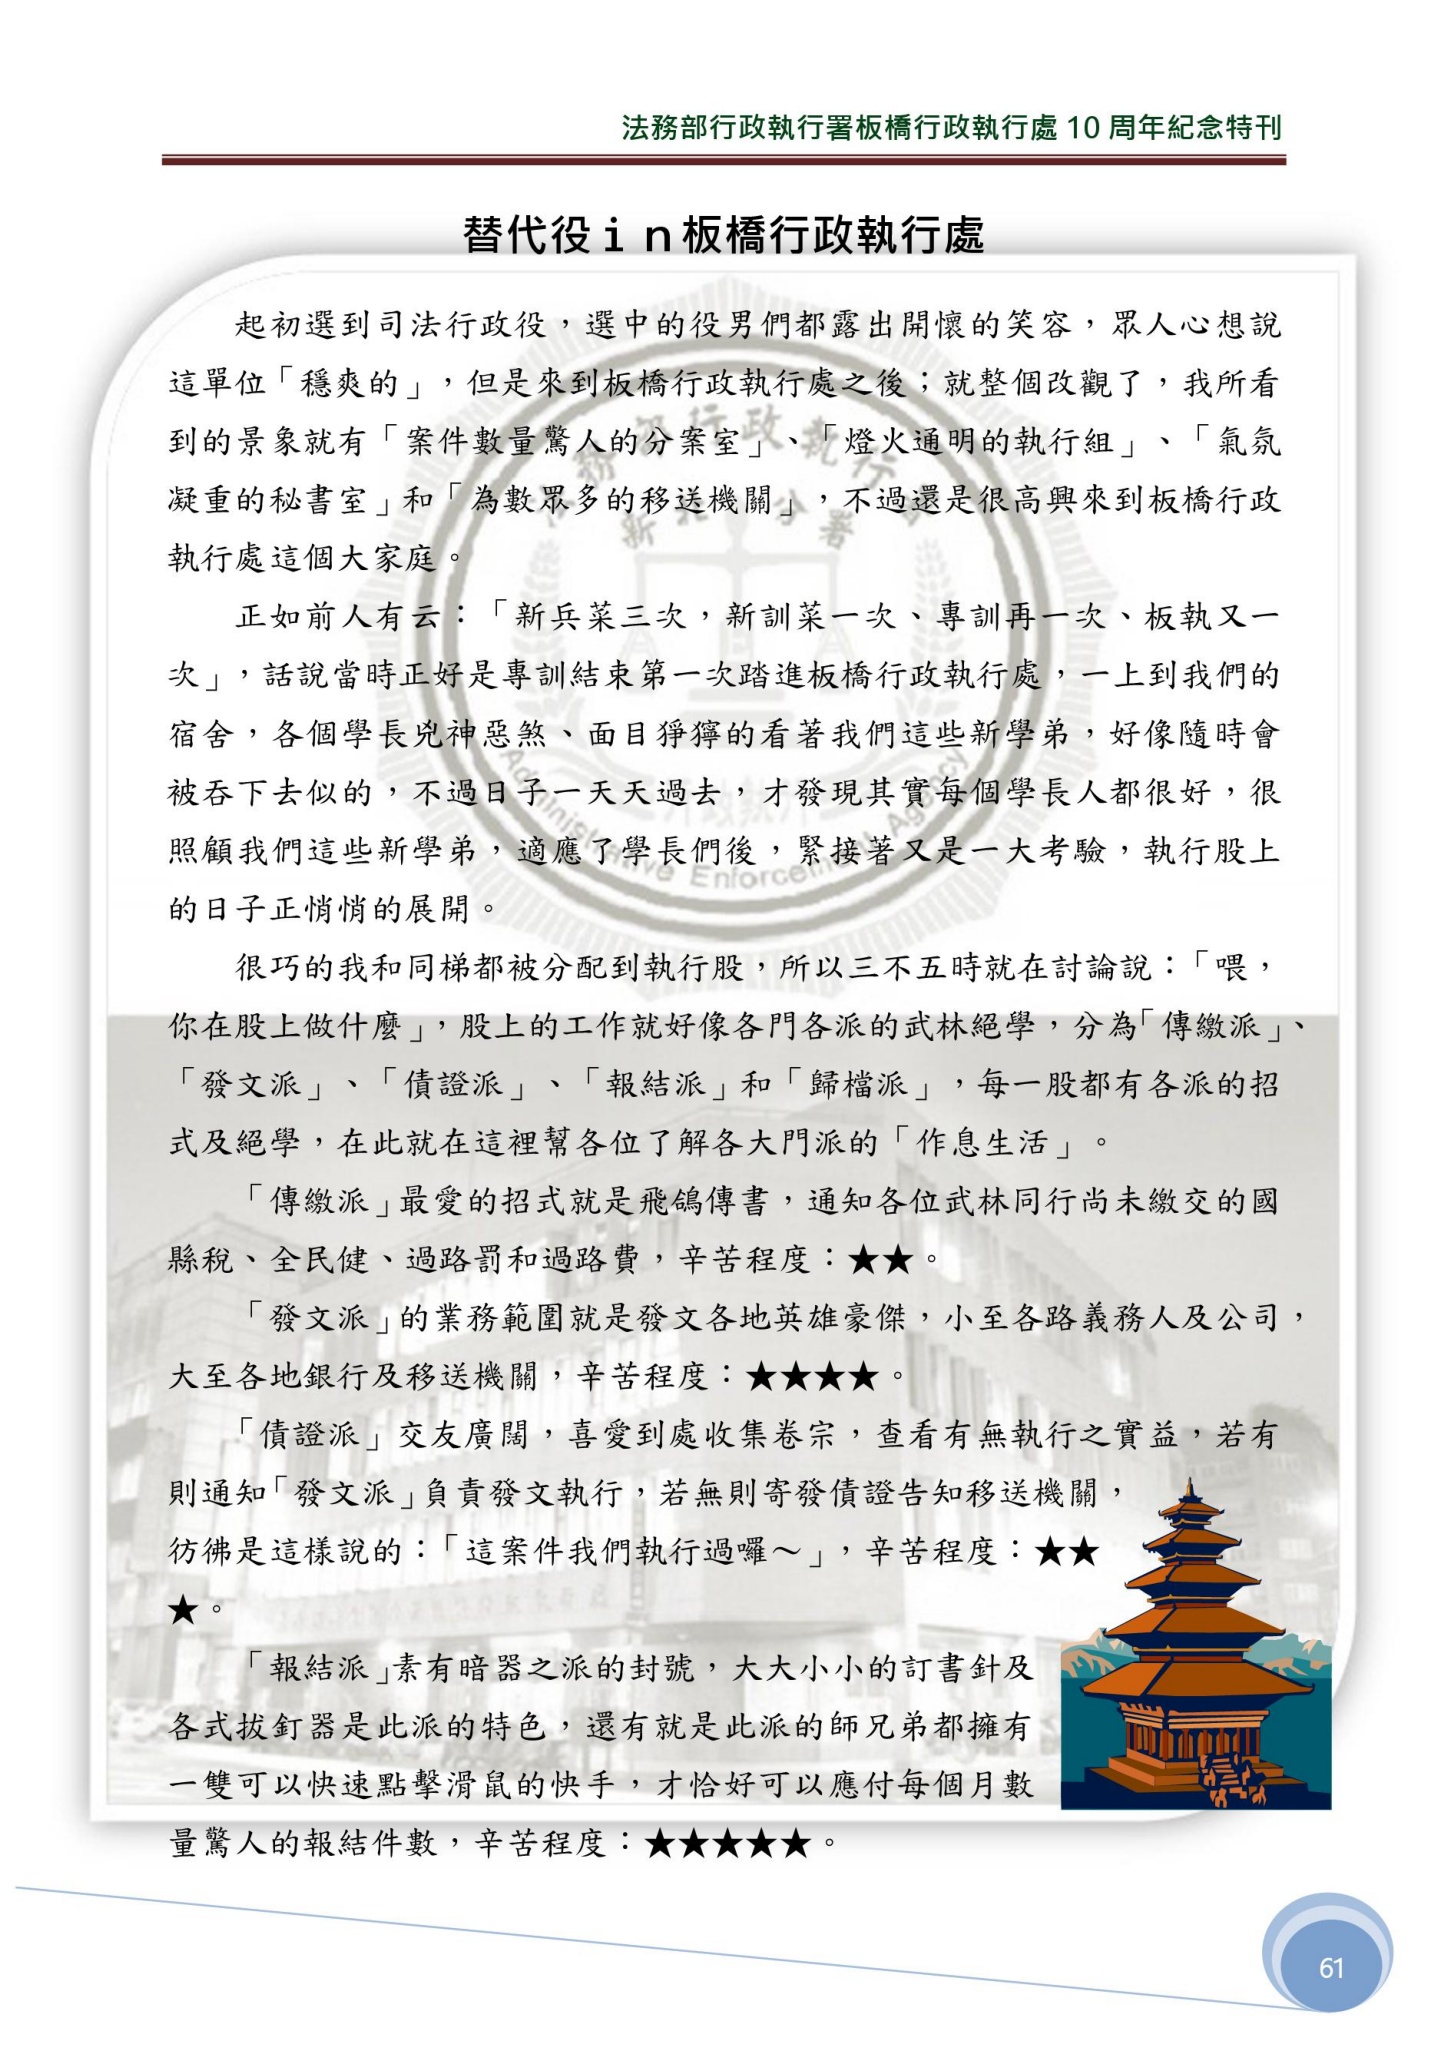 法務部行政執行署板橋行政執行處 10 周年紀念特刊
替代役ｉｎ板橋行政執行處
起初選到司法行政役，選中的役男們都露出開懷的笑容，眾人心想說
這單位「穩爽的」，但是來到板橋行政執行處之後；就整個改觀了，我所看
到的景象就有「案件數量驚人的分案室」、「燈火通明的執行組」、「氣氛
凝重的秘書室」和「為數眾多的移送機關」，不過還是很高興來到板橋行政
執行處這個大家庭。
正如前人有云：「新兵菜三次，新訓菜一次、專訓再一次、板執又一
次」，話說當時正好是專訓結束第一次踏進板橋行政執行處，一上到我們的
宿舍，各個學長兇神惡煞、面目猙獰的看著我們這些新學弟，好像隨時會
被吞下去似的，不過日子一天天過去，才發現其實每個學長人都很好，很
照顧我們這些新學弟，適應了學長們後，緊接著又是一大考驗，執行股上
的日子正悄悄的展開。
很巧的我和同梯都被分配到執行股，所以三不五時就在討論說：「喂，
你在股上做什麼」，股上的工作就好像各門各派的武林絕學，分為「傳繳派」、
「發文派」、「債證派」、「報結派」和「歸檔派」，每一股都有各派的招
式及絕學，在此就在這裡幫各位了解各大門派的「作息生活」。
「傳繳派」最愛的招式就是飛鴿傳書，通知各位武林同行尚未繳交的國
縣稅、全民健、過路罰和過路費，辛苦程度：★★。
「發文派」的業務範圍就是發文各地英雄豪傑，小至各路義務人及公司，
大至各地銀行及移送機關，辛苦程度：★★★★。
「債證派」交友廣闊，喜愛到處收集卷宗，查看有無執行之實益，若有
則通知「發文派」負責發文執行，若無則寄發債證告知移送機關，
彷彿是這樣說的：「這案件我們執行過囉～」，辛苦程度：★★
★。
「報結派」素有暗器之派的封號，大大小小的訂書針及
各式拔釘器是此派的特色，還有就是此派的師兄弟都擁有
一雙可以快速點擊滑鼠的快手，才恰好可以應付每個月數
量驚人的報結件數，辛苦程度：★★★★★。
法務部行政執行署
新北分署
Administrative Enforcement Agency
61